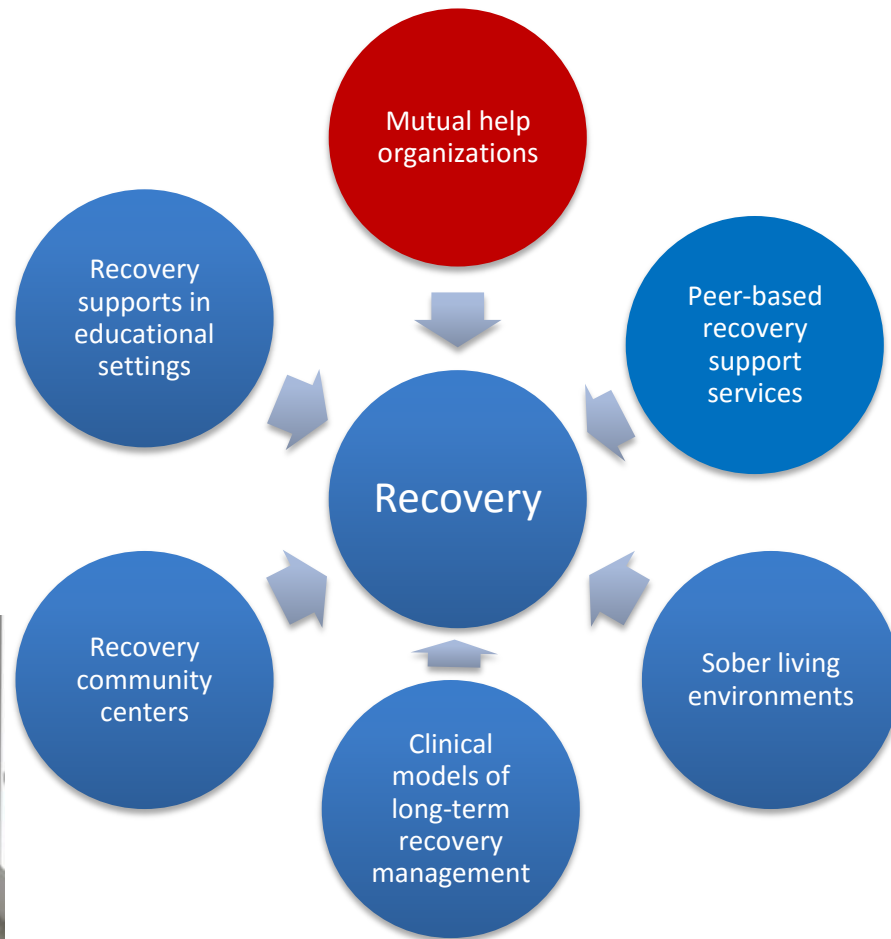 Mutual help
organizations
Recovery
supports in
educational
settings
Peer-based
recovery
support
services
Recovery
Recovery
community
centers
Sober living
environments
Clinical
models of
long-term
recovery
management